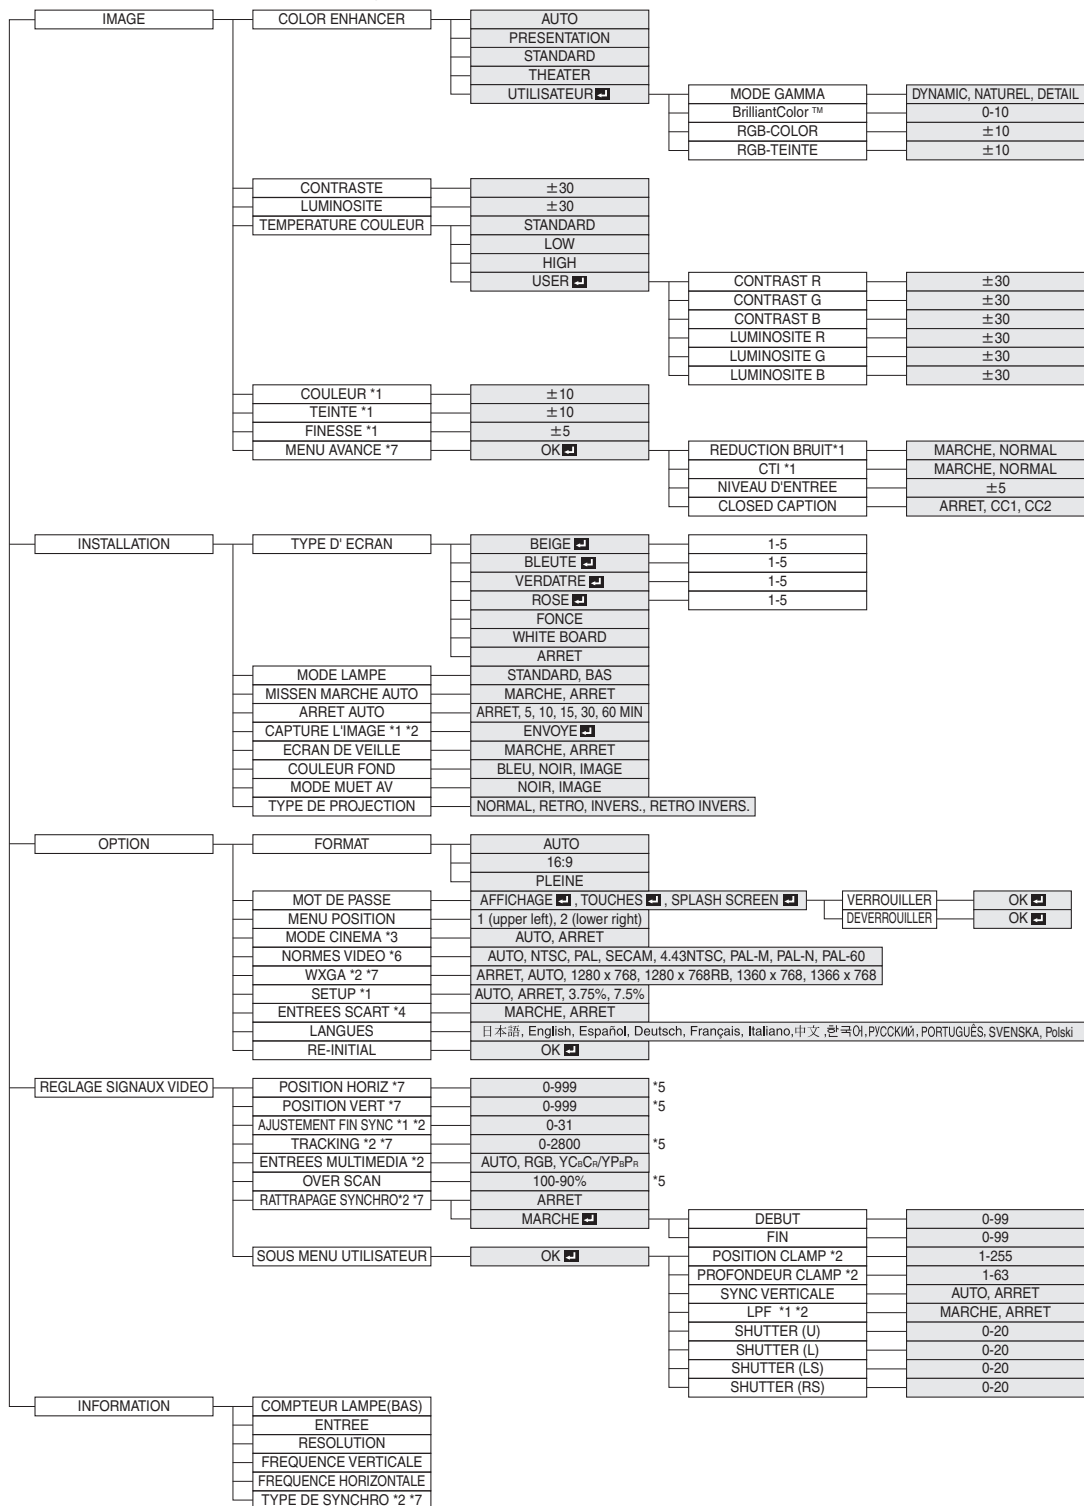 IMAGE COLOR ENHANCER AUTO
PRESENTATION
STANDARD
THEATER
UTILISATEUR
MODE GAMMA DYNAMIC, NATUREL, DETAIL
BrilliantColor ™ 0-10
RGB-COLOR ±10
RGB-TEINTE ±10
CONTRASTE ±30
LUMINOSITE ±30
TEMPERATURE COULEUR STANDARD
LOW
HIGH
USER CONTRAST R ±30
CONTRAST G ±30
CONTRAST B ±30
LUMINOSITE R ±30
LUMINOSITE G ±30
LUMINOSITE B ±30
COULEUR *1 ±10
TEINTE *1 ±10
FINESSE *1 ±5
MENU AVANCE *7 OK REDUCTION BRUIT*1 MARCHE, NORMAL
CTI *1 MARCHE, NORMAL
NIVEAU D'ENTREE ±5
CLOSED CAPTION ARRET, CC1, CC2
INSTALLATION TYPE D' ECRAN BEIGE 1-5
BLEUTE 1-5
VERDATRE 1-5
ROSE 1-5
FONCE
WHITE BOARD
ARRET
MODE LAMPE STANDARD, BAS
MISSEN MARCHE AUTO MARCHE, ARRET
ARRET AUTO ARRET, 5, 10, 15, 30, 60 MIN
CAPTURE L'IMAGE *1 *2 ENVOYE
ECRAN DE VEILLE MARCHE, ARRET
COULEUR FOND BLEU, NOIR, IMAGE
MODE MUET AV NOIR, IMAGE
TYPE DE PROJECTION NORMAL, RETRO, INVERS., RETRO INVERS.
OPTION FORMAT AUTO
16:9
PLEINE
MOT DE PASSE AFFICHAGE , TOUCHES , SPLASH SCREEN VERROUILLER OK
DEVERROUILLER OK
MENU POSITION 1 (upper left), 2 (lower right)
MODE CINEMA *3 AUTO, ARRET
NORMES VIDEO *6 AUTO, NTSC, PAL, SECAM, 4.43NTSC, PAL-M, PAL-N, PAL-60
WXGA *2 *7 ARRET, AUTO, 1280 x 768, 1280 x 768RB, 1360 x 768, 1366 x 768
SETUP *1 AUTO, ARRET, 3.75%, 7.5%
ENTREES SCART *4 MARCHE, ARRET
LANGUES 日本語, English, Español, Deutsch, Français, Italiano, 中文 , 한국어, РУССКИЙ, PORTUGUÊS, SVENSKA, Polski
RE-INITIAL OK
REGLAGE SIGNAUX VIDEO POSITION HORIZ *7 0-999 *5
POSITION VERT *7 0-999 *5
AJUSTEMENT FIN SYNC *1 *2 0-31
TRACKING *2 *7 0-2800 *5
ENTREES MULTIMEDIA *2 AUTO, RGB, YCBCR/YPBPR
OVER SCAN 100-90% *5
RATTRAPAGE SYNCHRO*2 *7 ARRET
MARCHE DEBUT 0-99
FIN 0-99
SOUS MENU UTILISATEUR OK POSITION CLAMP *2 1-255
PROFONDEUR CLAMP *2 1-63
SYNC VERTICALE AUTO, ARRET
LPF *1 *2 MARCHE, ARRET
SHUTTER (U) 0-20
SHUTTER (L) 0-20
SHUTTER (LS) 0-20
SHUTTER (RS) 0-20
INFORMATION COMPTEUR LAMPE(BAS)
ENTREE
RESOLUTION
FREQUENCE VERTICALE
FREQUENCE HORIZONTALE
TYPE DE SYNCHRO *2 *7